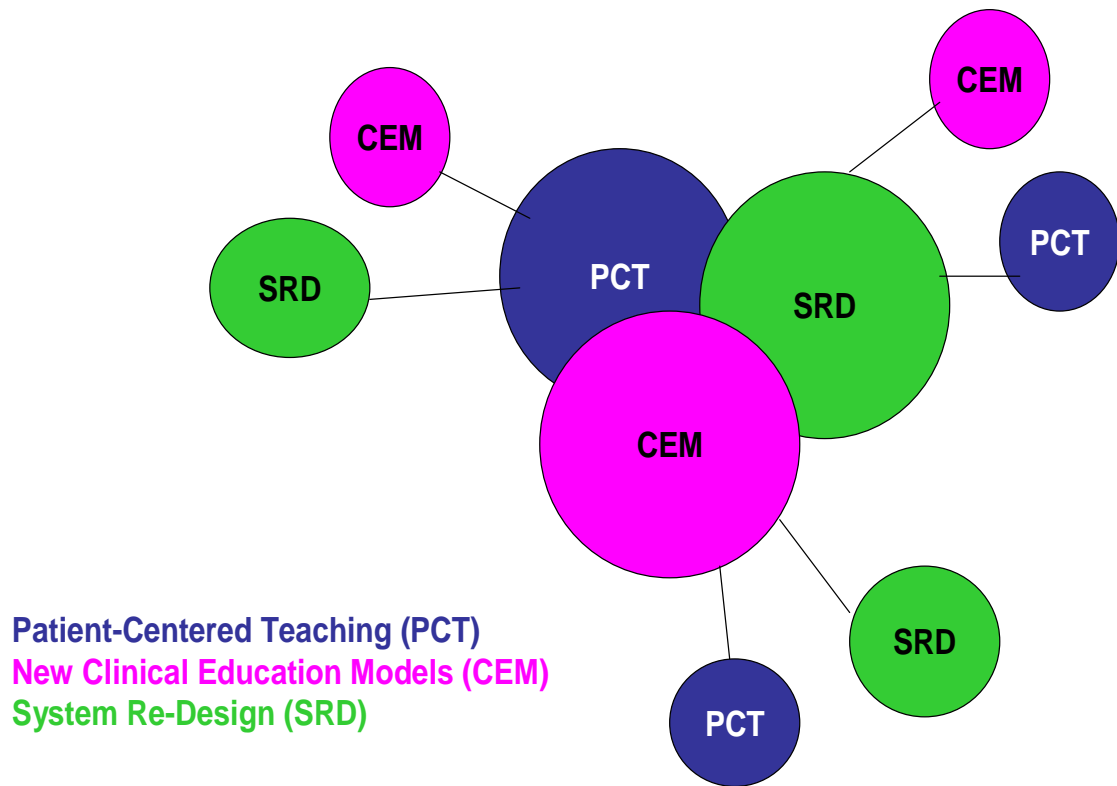 CEM
CEM
PCT
SRD
PCT
SRD
CEM
SRD
PCT
Patient-Centered Teaching (PCT)
New Clinical Education Models (CEM)
System Re-Design (SRD)